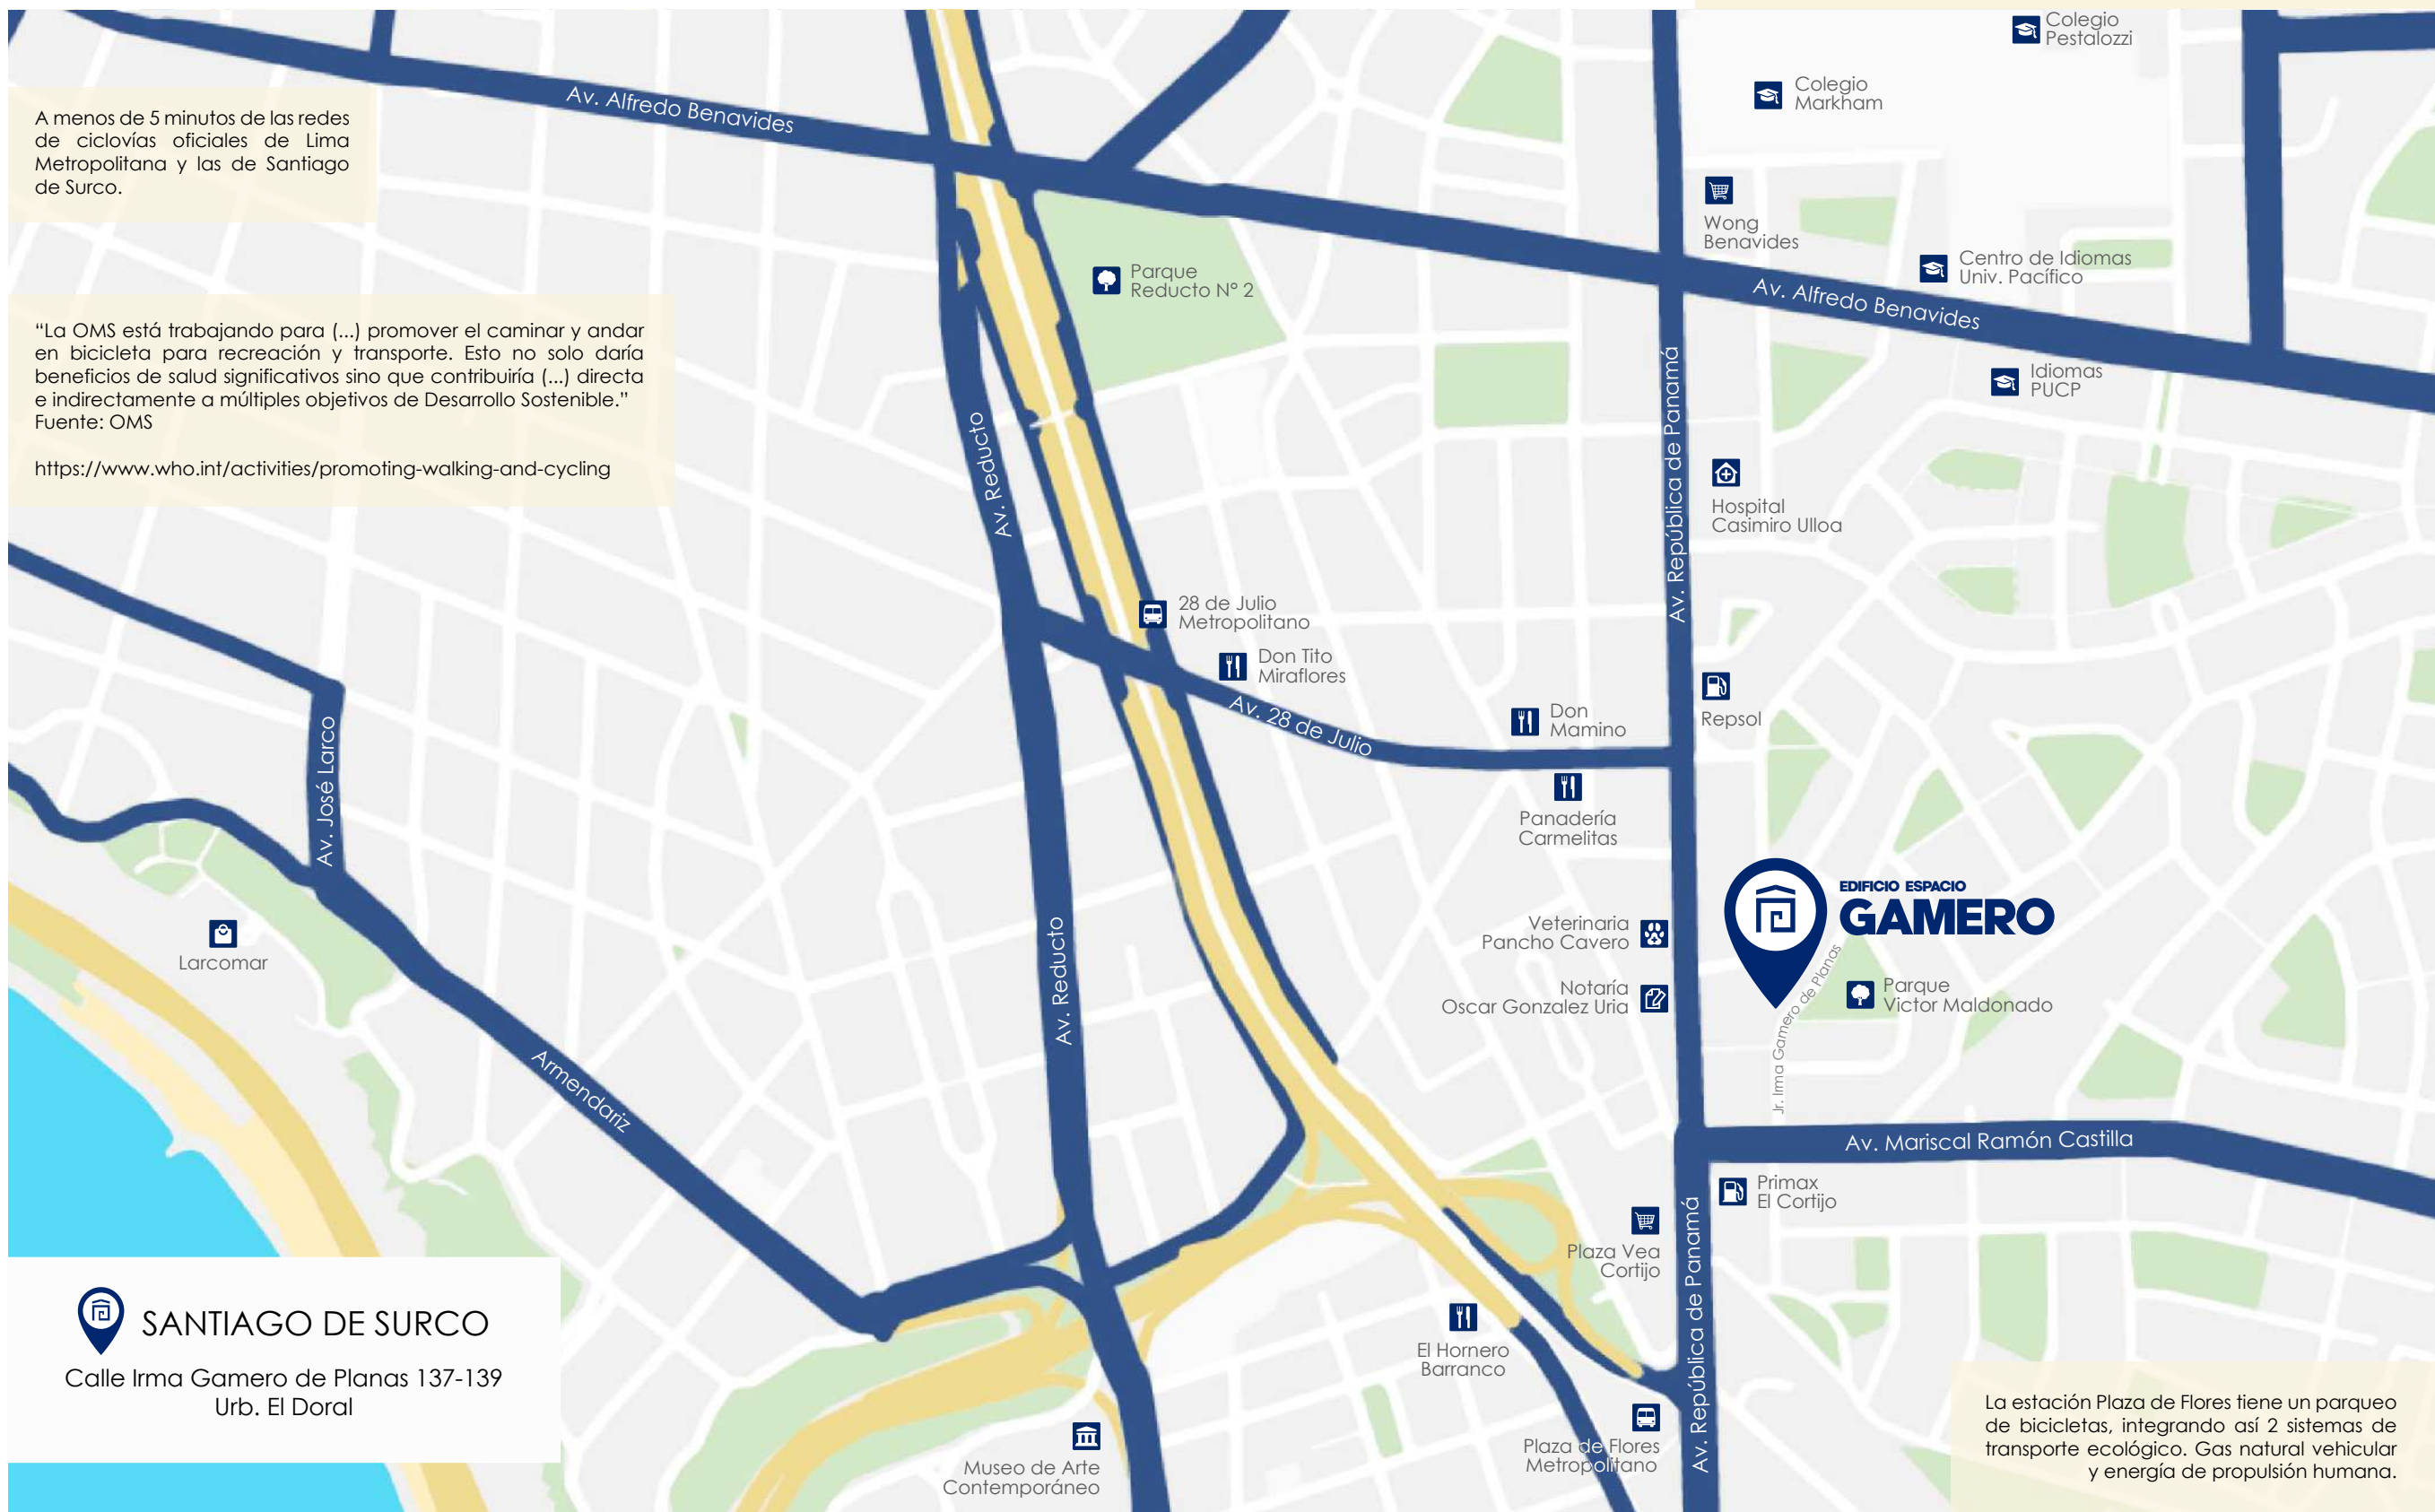 Colegio
Pestalozzi
Colegio
Markham
Av. Alfredo Benavides
A menos de 5 minutos de las redes
de ciclovías oficiales de Lima
Metropolitana y las de Santiago
de Surco.
Wong
Benavides
Centro de Idiomas
Univ. Pacífico
Parque
Reducto Nº 2
Av. Alfredo Benavides
“La OMS está trabajando para (...) promover el caminar y andar
en bicicleta para recreación y transporte. Esto no solo daría
beneficios de salud significativos sino que contribuiría (...) directa
e indirectamente a múltiples objetivos de Desarrollo Sostenible.”
Fuente: OMS
https://www.who.int/activities/promoting-walking-and-cycling
Idiomas
PUCP
Av. Reducto
Av. República de Panamá
Hospital
Casimiro Ulloa
28 de Julio
Metropolitano
Don Tito
Miraflores
Av. 28 de Julio
Don
Mamino
Repsol
Av. José Larco
Panadería
Carmelitas
EDIFICIO ESPACIO
GAMERO
Veterinaria
Pancho Cavero
Larcomar
Av. Reducto
Notaría
Oscar Gonzalez Uria
Jr. Irma Gamero de Planas
Parque
Victor Maldonado
Armendariz
Av. Mariscal Ramón Castilla
Primax
El Cortijo
Plaza Vea
Cortijo
Av. República de Panamá
El Hornero
Barranco
SANTIAGO DE SURCO
Calle Irma Gamero de Planas 137-139
Urb. El Doral
Plaza de Flores
Metropolitano
Museo de Arte
Contemporáneo
La estación Plaza de Flores tiene un parqueo
de bicicletas, integrando así 2 sistemas de
transporte ecológico. Gas natural vehicular
y energía de propulsión humana.